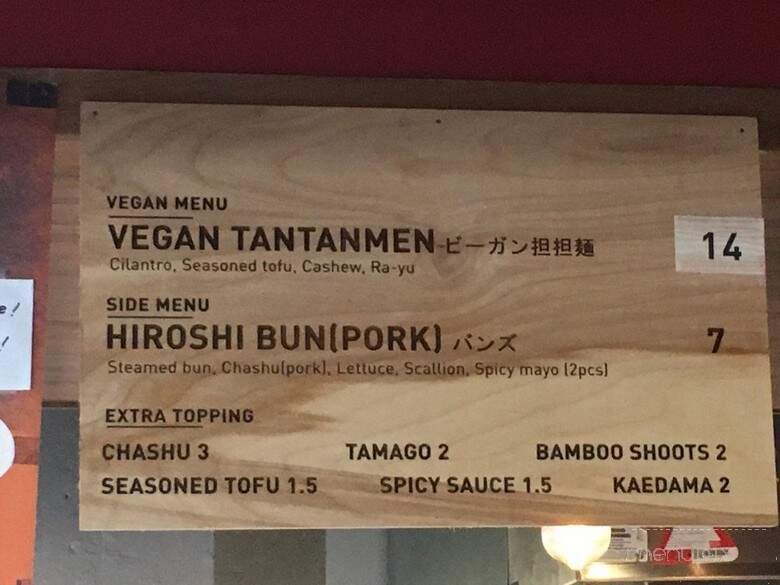 VEGAN MENU
VEGAN TANTANMEN-ビーガン担担麺 14
Cilantro, Seasoned tofu, Cashew, Ra-yu
SIDE MENU
HIROSHI BUN(PORK) バンズ 7
Steamed bun, Chashu(pork), Lettuce, Scallion, Spicy mayo (2pcs)
EXTRA TOPPING
CHASHU 3 TAMAGO 2 BAMBOO SHOOTS 2
SEASONED TOFU 1.5 SPICY SAUCE 1.5 KAEDAMA 2